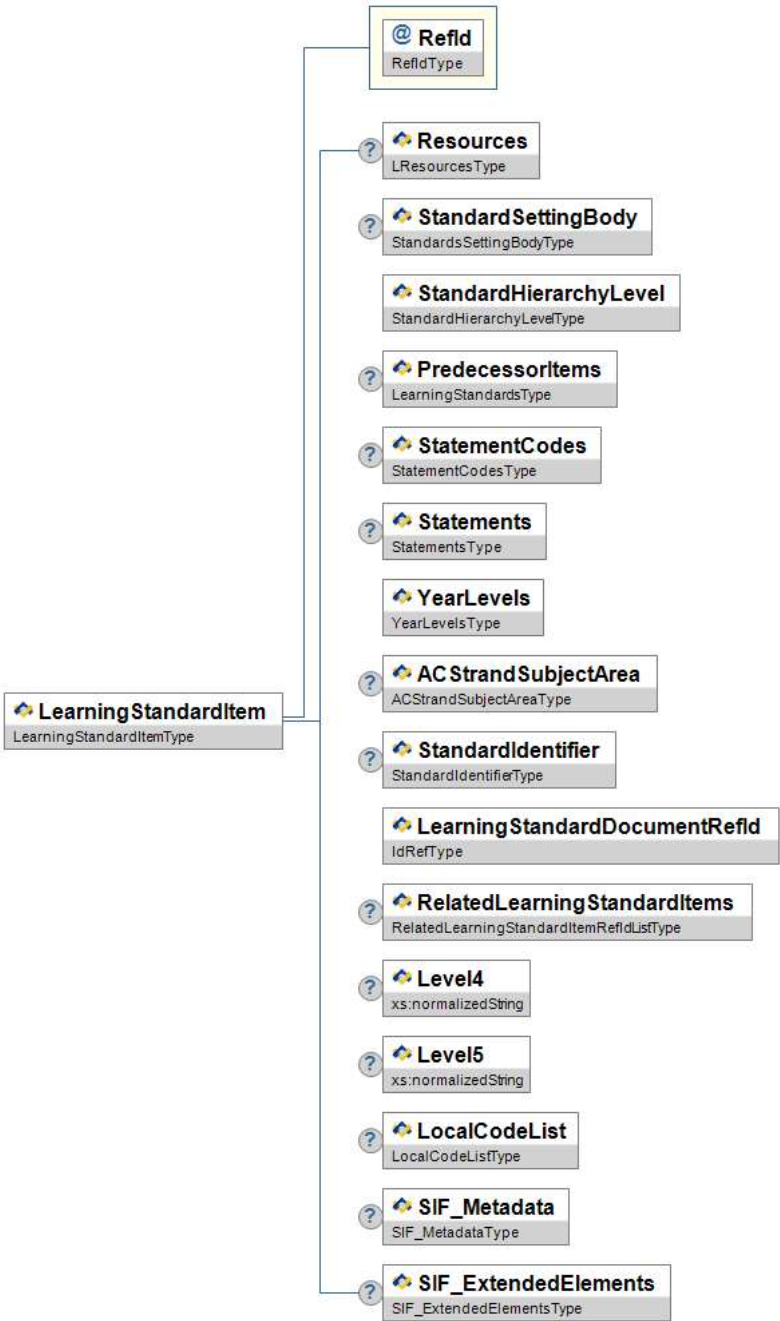 @ RefId
RefIdType
? Resources
LResourcesType
? StandardSettingBody
StandardsSettingBodyType
StandardHierarchyLevel
StandardHierarchyLevelType
? PredecessorItems
LearningStandardsType
? StatementCodes
StatementCodesType
? Statements
StatementsType
YearLevels
YearLevelsType
? ACStrandSubjectArea
ACStrandSubjectAreaType
LearningStandardItem
LearningStandardItemType
? StandardIdentifier
StandardIdentifierType
LearningStandardDocumentRefId
IdRefType
? RelatedLearningStandardItems
RelatedLearningStandardItemRefIdListType
? Level4
xs:normalizedString
? Level5
xs:normalizedString
? LocalCodeList
LocalCodeListType
? SIF_Metadata
SIF_MetadataType
? SIF_ExtendedElements
SIF_ExtendedElementsType